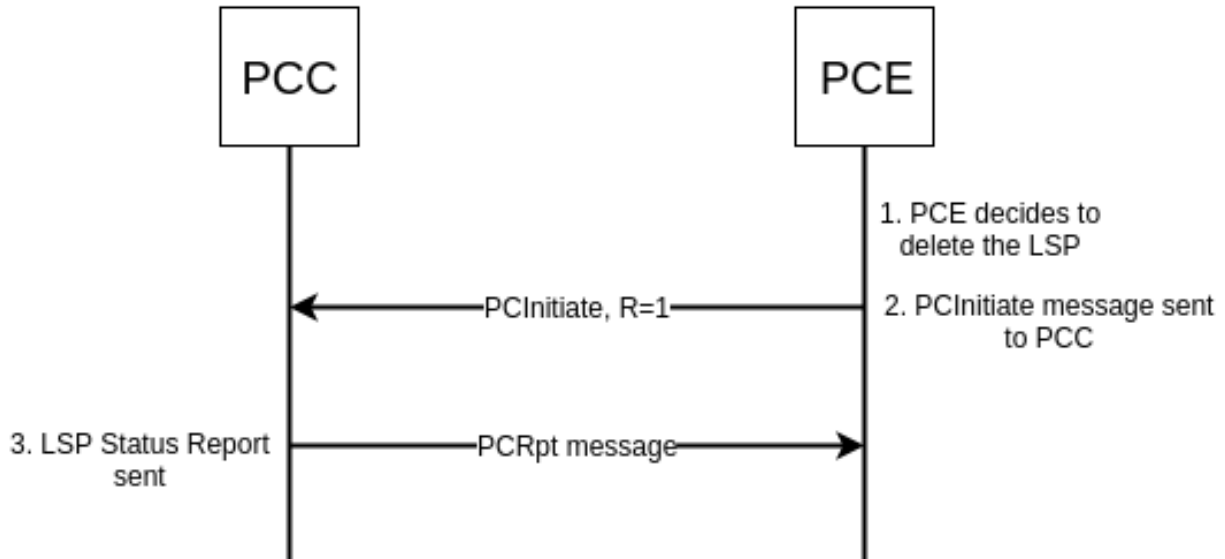 PCC
PCE
1. PCE decides to
delete the LSP
PCInitiate, R=1
2. PCInitiate message sent
to PCC
3. LSP Status Report
sent
PCRpt message